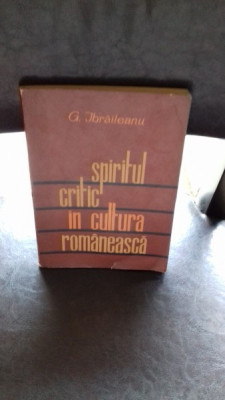 G. Ibrăileanu
spiritul
critic
în cultura
românească